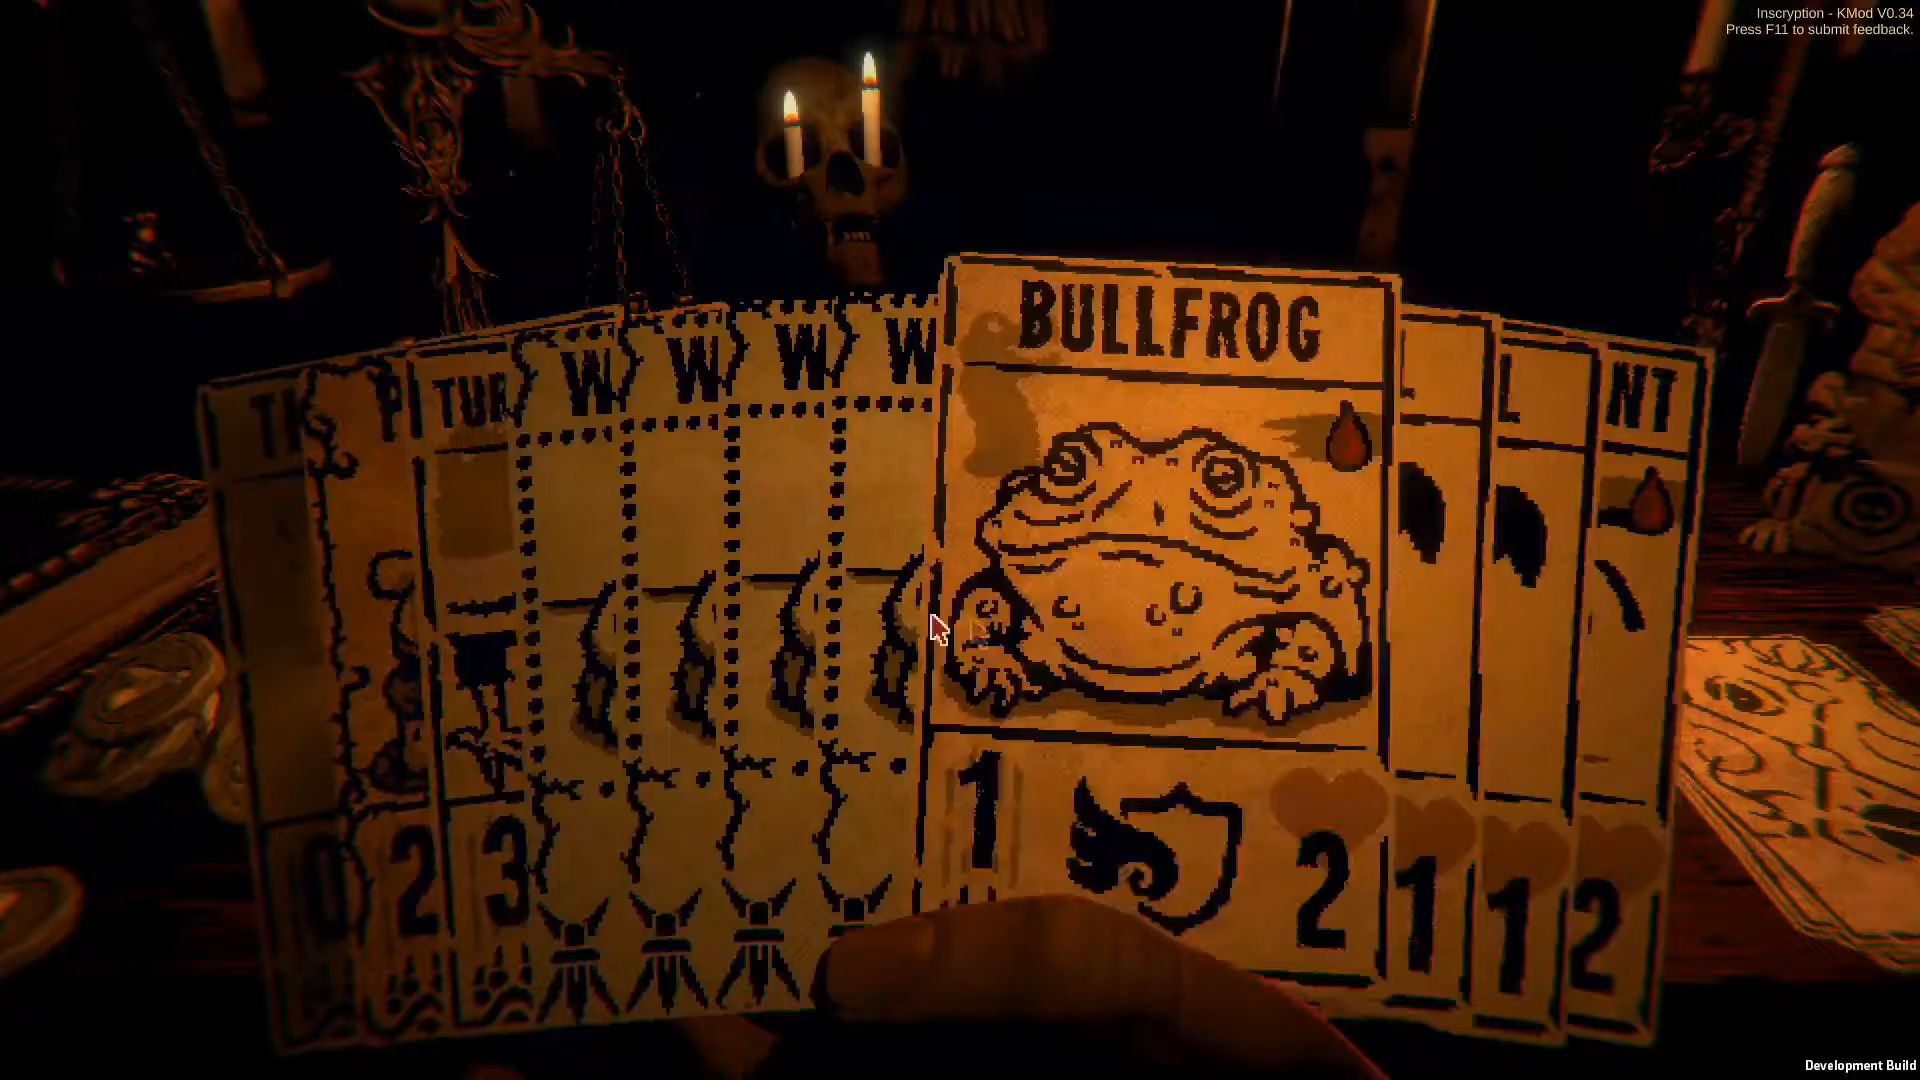 Inscryption - KMod V0.34
Press F11 to submit feedback.
BULLFROG
W W W W
TUR
L
NT
0 2 3
1 2 1 1 2
Development Build